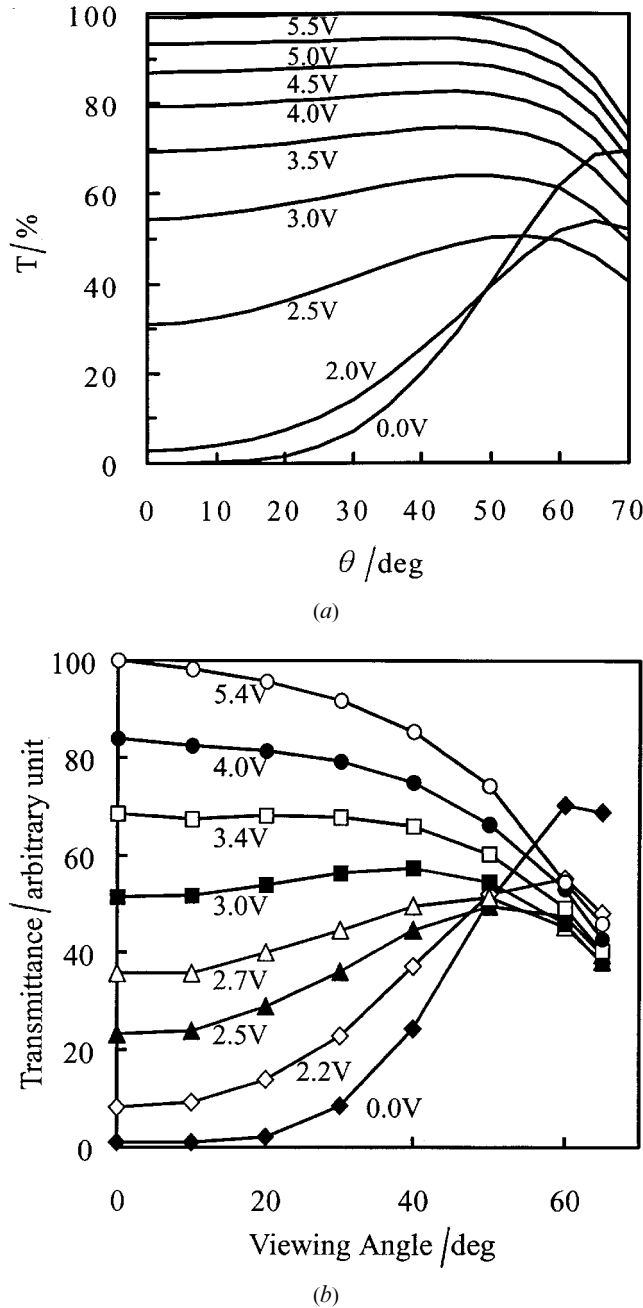 100
80
60
40
20
0
T/%
5.5V
5.0V
4.5V
4.0V
3.5V
3.0V
2.5V
2.0V
0.0V
0 10 20 30 40 50 60 70
θ /deg
(a)
100
80
60
40
20
0
Transmittance/ arbitrary unit
5.4V
4.0V
3.4V
3.0V
2.7V
2.5V
2.2V
0.0V
0 20 40 60
Viewing Angle /deg
(b)